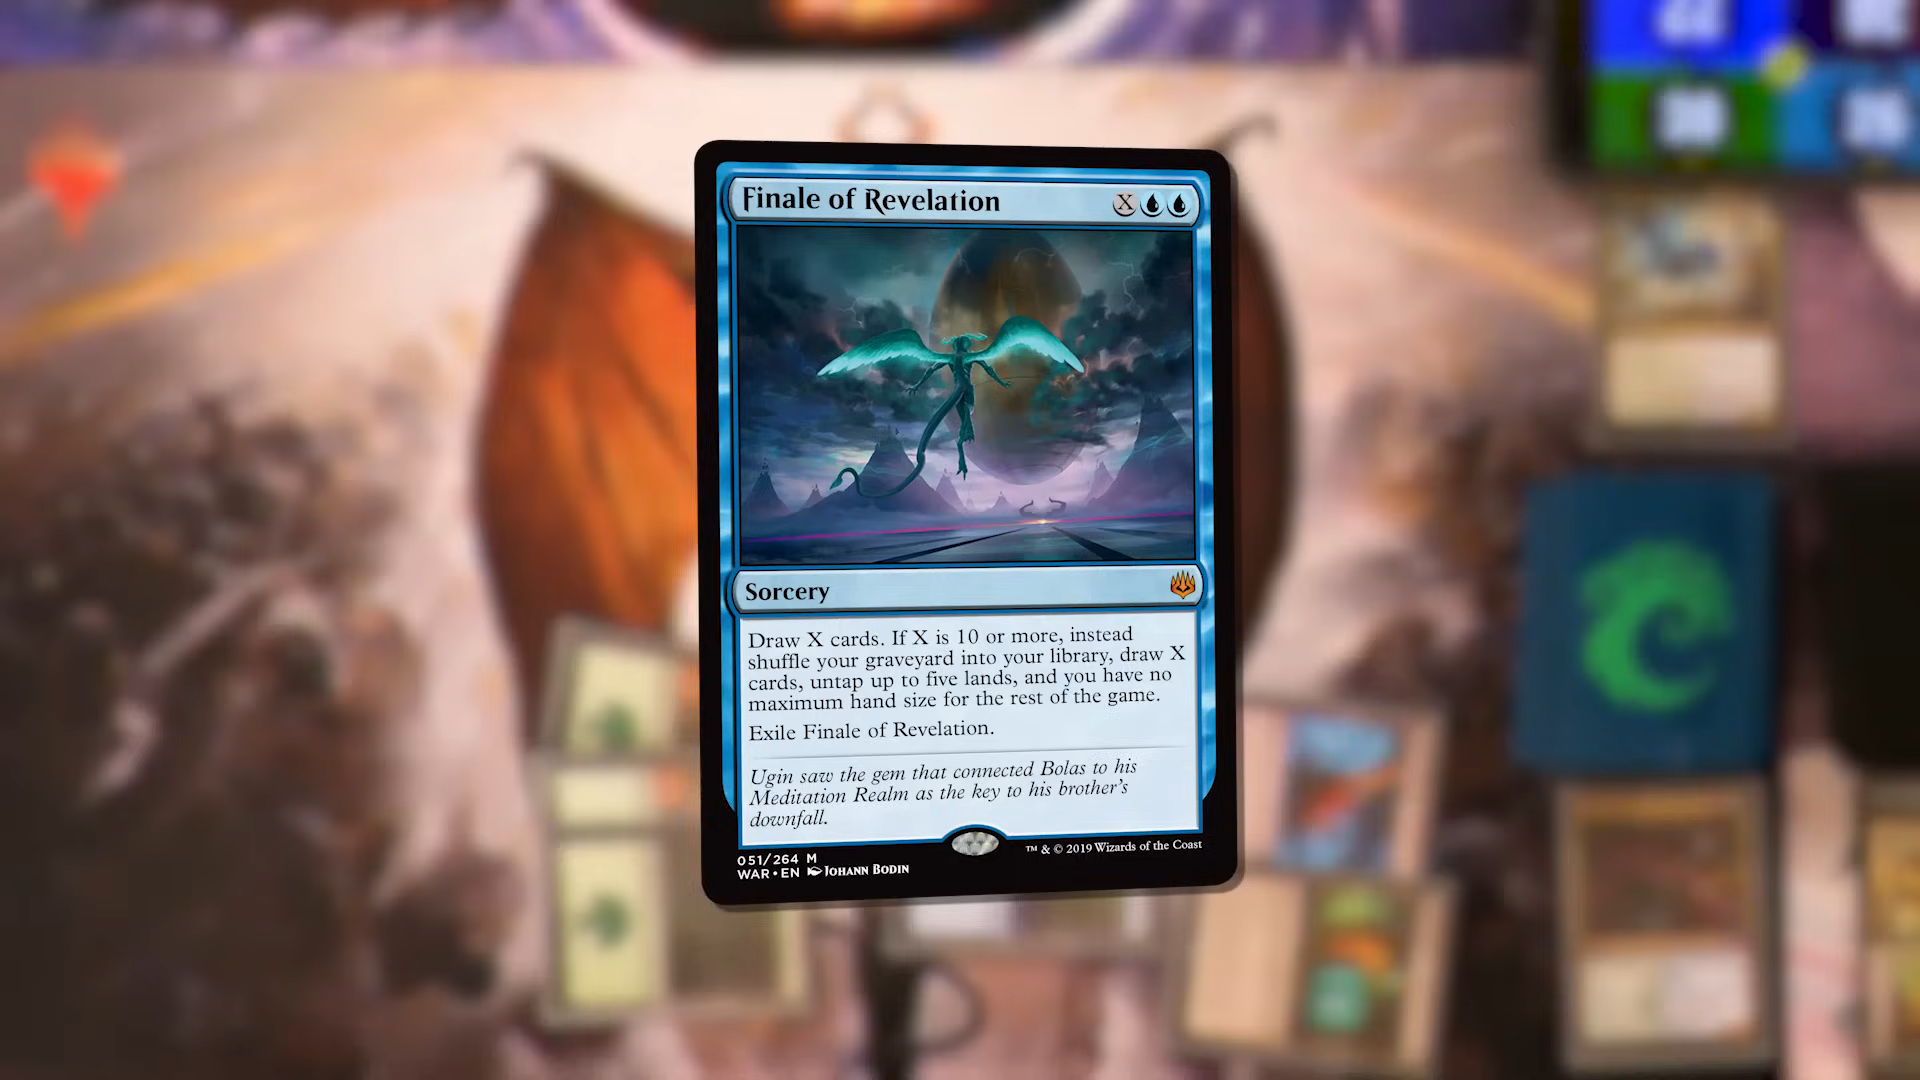 Finale of Revelation X
Sorcery
Draw X cards. If X is 10 or more, instead
shuffle your graveyard into your library, draw X
cards, untap up to five lands, and you have no
maximum hand size for the rest of the game.
Exile Finale of Revelation.
Ugin saw the gem that connected Bolas to his
Meditation Realm as the key to his brother's
downfall.
051/264 M
WAR • EN Johann Bodin
™ & © 2019 Wizards of the Coast